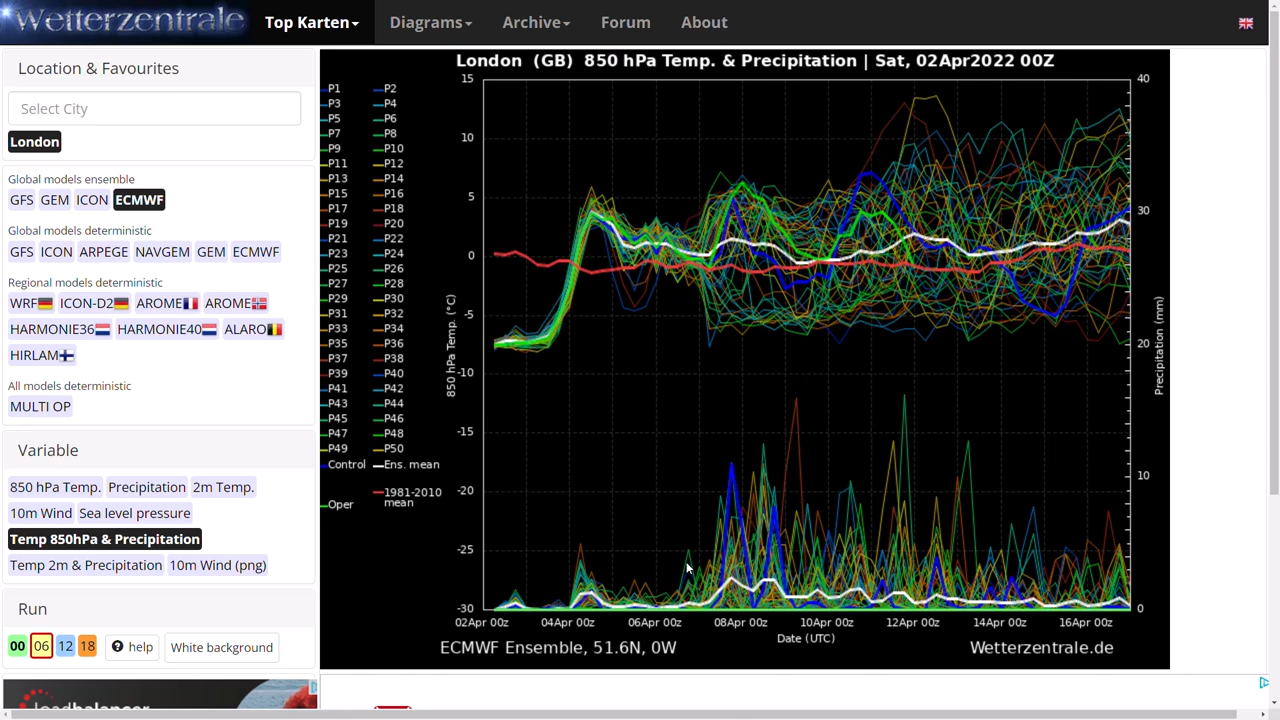 Wetterzentrale
Top Karten
Diagrams
Archive
Forum
About
Location & Favourites
Select City
London
Global models ensemble
GFS GEM ICON ECMWF
Global models deterministic
GFS ICON ARPEGE NAVGEM GEM ECMWF
Regional models deterministic
WRF ICON-D2 AROME AROME
HARMONIE36 HARMONIE40 ALARO
HIRLAM
All models deterministic
MULTI OP
Variable
850 hPa Temp. Precipitation 2m Temp.
10m Wind Sea level pressure
Temp 850hPa & Precipitation
Temp 2m & Precipitation 10m Wind (png)
Run
00 06 12 18 help White background
loadbalancer
London (GB) 850 hPa Temp. & Precipitation | Sat, 02Apr2022 00Z
P1 P2
P3 P4
P5 P6
P7 P8
P9 P10
P11 P12
P13 P14
P15 P16
P17 P18
P19 P20
P21 P22
P23 P24
P25 P26
P27 P28
P29 P30
P31 P32
P33 P34
P35 P36
P37 P38
P39 P40
P41 P42
P43 P44
P45 P46
P47 P48
P49 P50
Control Ens. mean
1981-2010
mean
Oper
850 hPa Temp. (°C)
15
10
5
0
-5
-10
-15
-20
-25
-30
40
30
20
10
0
Precipitation (mm)
02Apr 00z 04Apr 00z 06Apr 00z 08Apr 00z 10Apr 00z 12Apr 00z 14Apr 00z 16Apr 00z
Date (UTC)
ECMWF Ensemble, 51.6N, 0W
Wetterzentrale.de